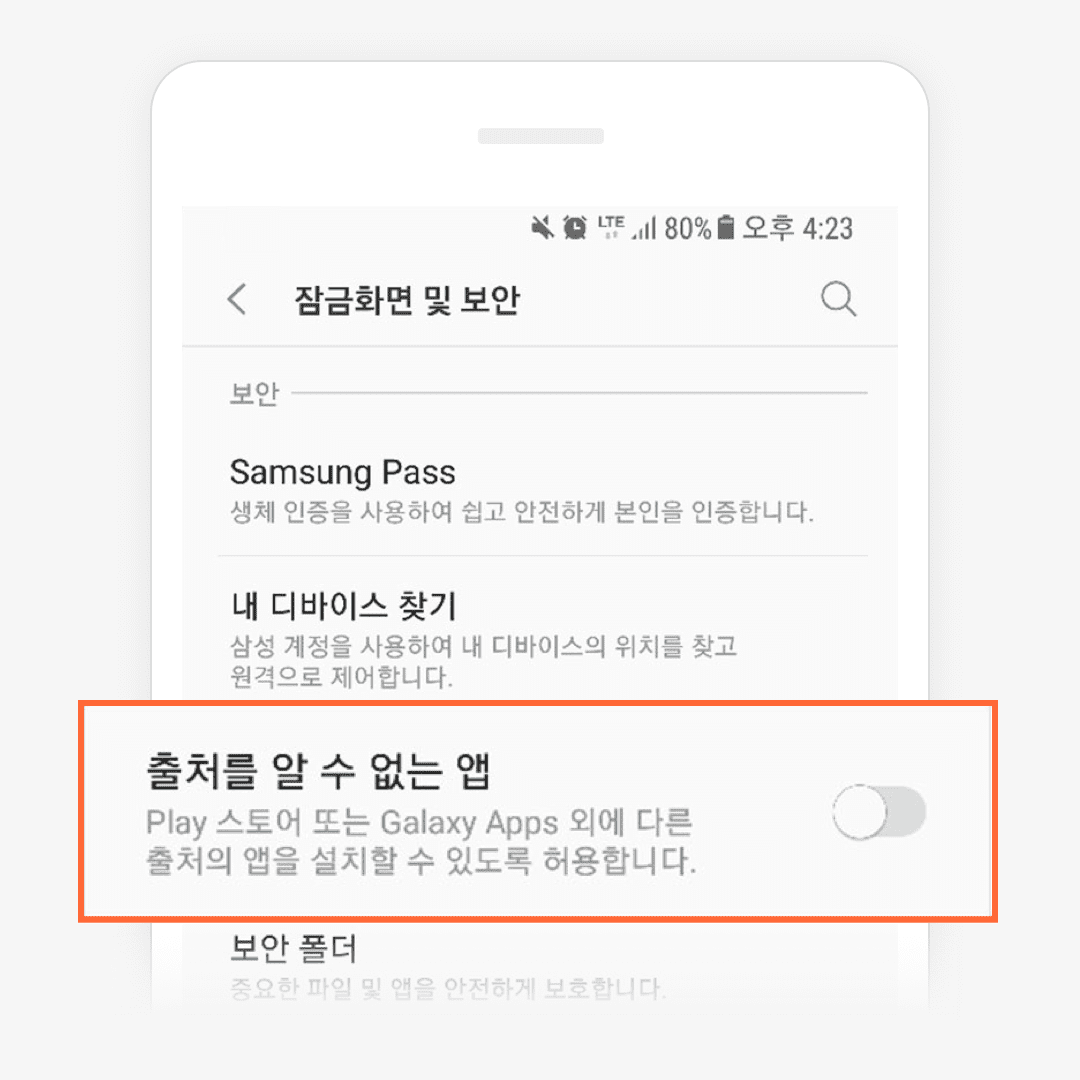 LTE 80% 오후 4:23
잠금화면 및 보안
보안
Samsung Pass
생체 인증을 사용하여 쉽고 안전하게 본인을 인증합니다.
내 디바이스 찾기
삼성 계정을 사용하여 내 디바이스의 위치를 찾고
원격으로 제어합니다.
출처를 알 수 없는 앱
Play 스토어 또는 Galaxy Apps 외에 다른
출처의 앱을 설치할 수 있도록 허용합니다.
보안 폴더
중요한 파일 및 앱을 안전하게 보호합니다.